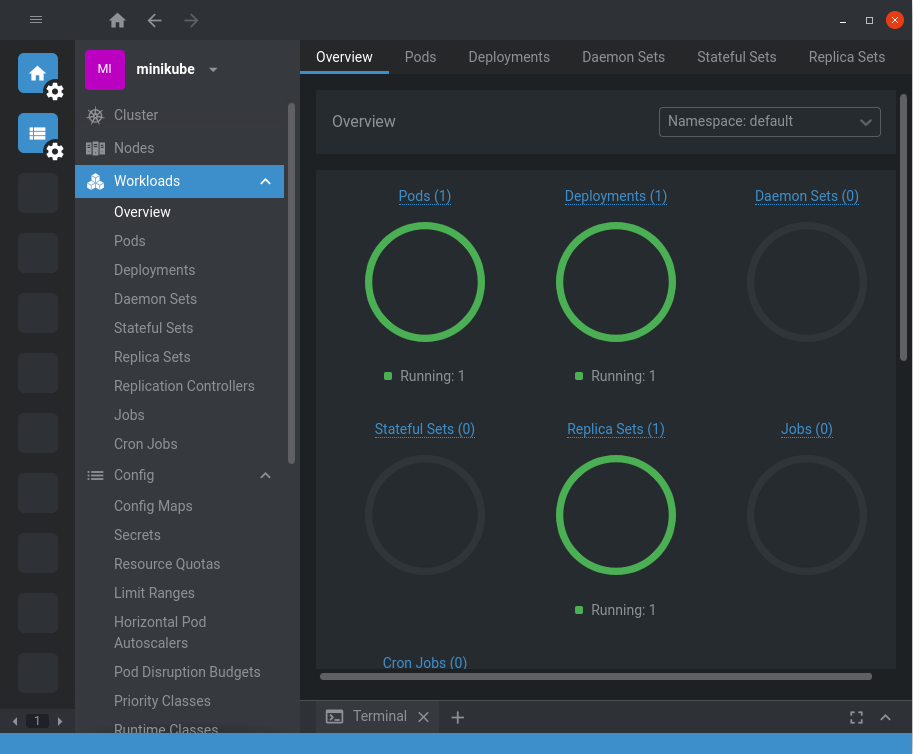 MI
minikube
Cluster
Nodes
Workloads
Overview
Pods
Deployments
Daemon Sets
Stateful Sets
Replica Sets
Replication Controllers
Jobs
Cron Jobs
Config
Config Maps
Secrets
Resource Quotas
Limit Ranges
Horizontal Pod
Autoscalers
Pod Disruption Budgets
Priority Classes
Runtime Classes
1
Overview Pods Deployments Daemon Sets Stateful Sets Replica Sets
Overview
Namespace: default
Pods (1) Deployments (1) Daemon Sets (0)
Running: 1 Running: 1
Stateful Sets (0) Replica Sets (1) Jobs (0)
Running: 1
Cron Jobs (0)
Terminal